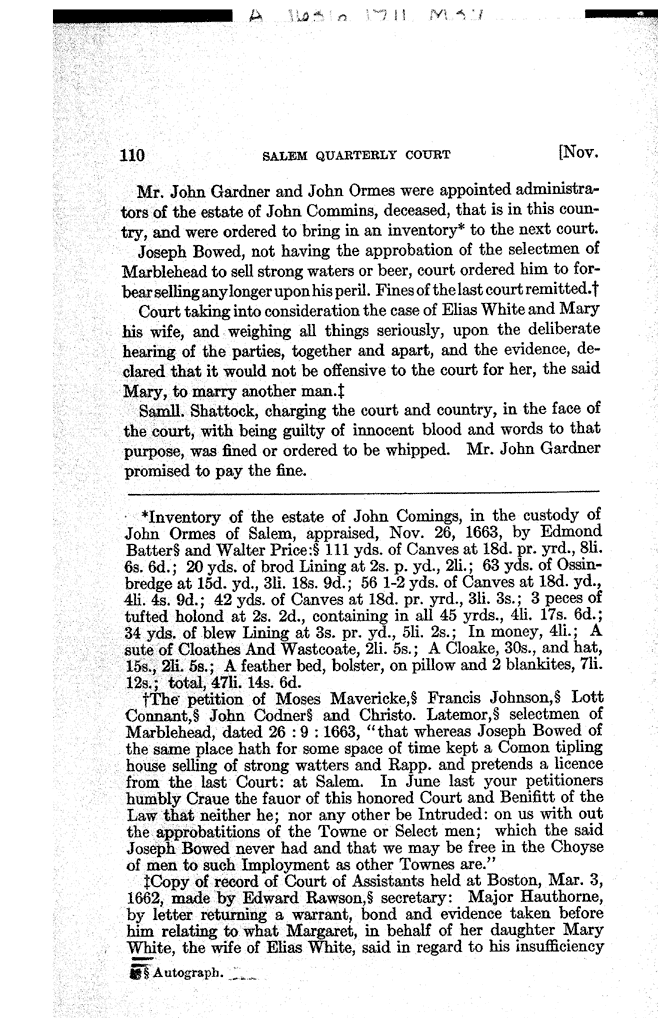 110 SALEM QUARTERLY COURT [Nov.
Mr. John Gardner and John Ormes were appointed administra-
tors of the estate of John Commins, deceased, that is in this coun-
try, and were ordered to bring in an inventory* to the next court.
Joseph Bowed, not having the approbation of the selectmen of
Marblehead to sell strong waters or beer, court ordered him to for-
bear selling any longer upon his peril. Fines of the last court remitted.†
Court taking into consideration the case of Elias White and Mary
his wife, and weighing all things seriously, upon the deliberate
hearing of the parties, together and apart, and the evidence, de-
clared that it would not be offensive to the court for her, the said
Mary, to marry another man.‡
Samll. Shattock, charging the court and country, in the face of
the court, with being guilty of innocent blood and words to that
purpose, was fined or ordered to be whipped. Mr. John Gardner
promised to pay the fine.
*Inventory of the estate of John Comings, in the custody of
John Ormes of Salem, appraised, Nov. 26, 1663, by Edmond
Batter§ and Walter Price:§ 111 yds. of Canves at 18d. pr. yrd., 8li.
6s. 6d.; 20 yds. of brod Lining at 2s. p. yd., 2li.; 63 yds. of Ossin-
bredge at 15d. yd., 3li. 18s. 9d.; 56 1-2 yds. of Canves at 18d. yd.,
4li. 4s. 9d.; 42 yds. of Canves at 18d. pr. yrd., 3li. 3s.; 3 peces of
tufted holond at 2s. 2d., containing in all 45 yrds., 4li. 17s. 6d.;
34 yds. of blew Lining at 3s. pr. yd., 5li. 2s.; In money, 4li.; A
sute of Cloathes And Wastcoate, 2li. 5s.; A Cloake, 30s., and hat,
15s., 2li. 5s.; A feather bed, bolster, on pillow and 2 blankites, 7li.
12s.; total, 47li. 14s. 6d.
†The petition of Moses Mavericke,§ Francis Johnson,§ Lott
Connant,§ John Codner§ and Christo. Latemor,§ selectmen of
Marblehead, dated 26 : 9 : 1663, "that whereas Joseph Bowed of
the same place hath for some space of time kept a Comon tipling
house selling of strong watters and Rapp. and pretends a licence
from the last Court: at Salem. In June last your petitioners
humbly Craue the fauor of this honored Court and Benifitt of the
Law that neither he; nor any other be Intruded: on us with out
the approbatitions of the Towne or Select men; which the said
Joseph Bowed never had and that we may be free in the Choyse
of men to such Imployment as other Townes are."
‡Copy of record of Court of Assistants held at Boston, Mar. 3,
1662, made by Edward Rawson,§ secretary: Major Hauthorne,
by letter returning a warrant, bond and evidence taken before
him relating to what Margaret, in behalf of her daughter Mary
White, the wife of Elias White, said in regard to his insufficiency
§ Autograph.